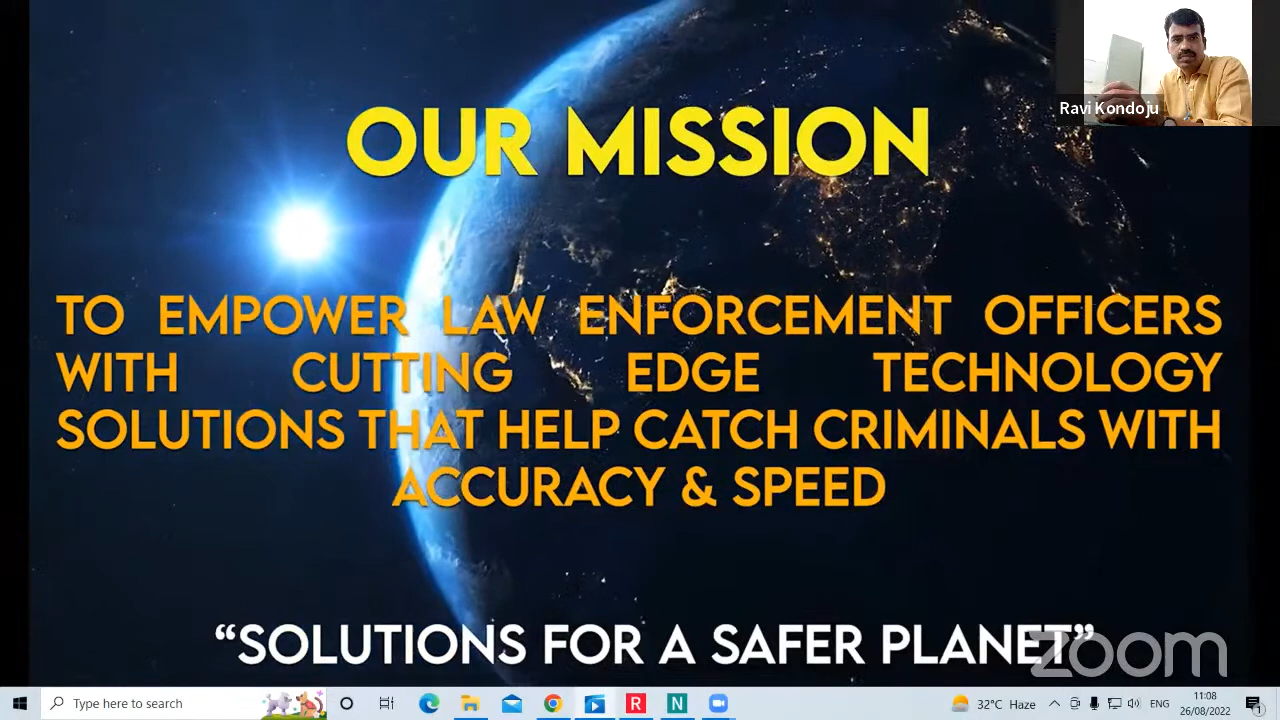 Ravi Kondoju
OUR MISSION
TO EMPOWER LAW ENFORCEMENT OFFICERS
WITH CUTTING EDGE TECHNOLOGY
SOLUTIONS THAT HELP CATCH CRIMINALS WITH
ACCURACY & SPEED
“SOLUTIONS FOR A SAFER PLANET”
zoom
Type here to search
R
N
32°C Haze
ENG
11:08
26/08/2022
1